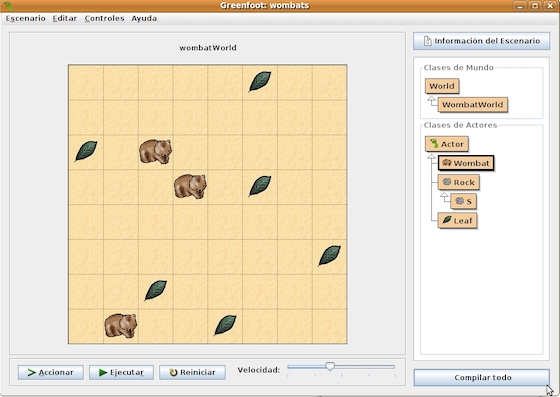 Greenfoot: wombats
Escenario Editar Controles Ayuda
wombatWorld
Información del Escenario
Clases de Mundo
World
WombatWorld
Clases de Actores
Actor
Wombat
Rock
S
Leaf
Accionar
Ejecutar
Reiniciar
Velocidad:
Compilar todo